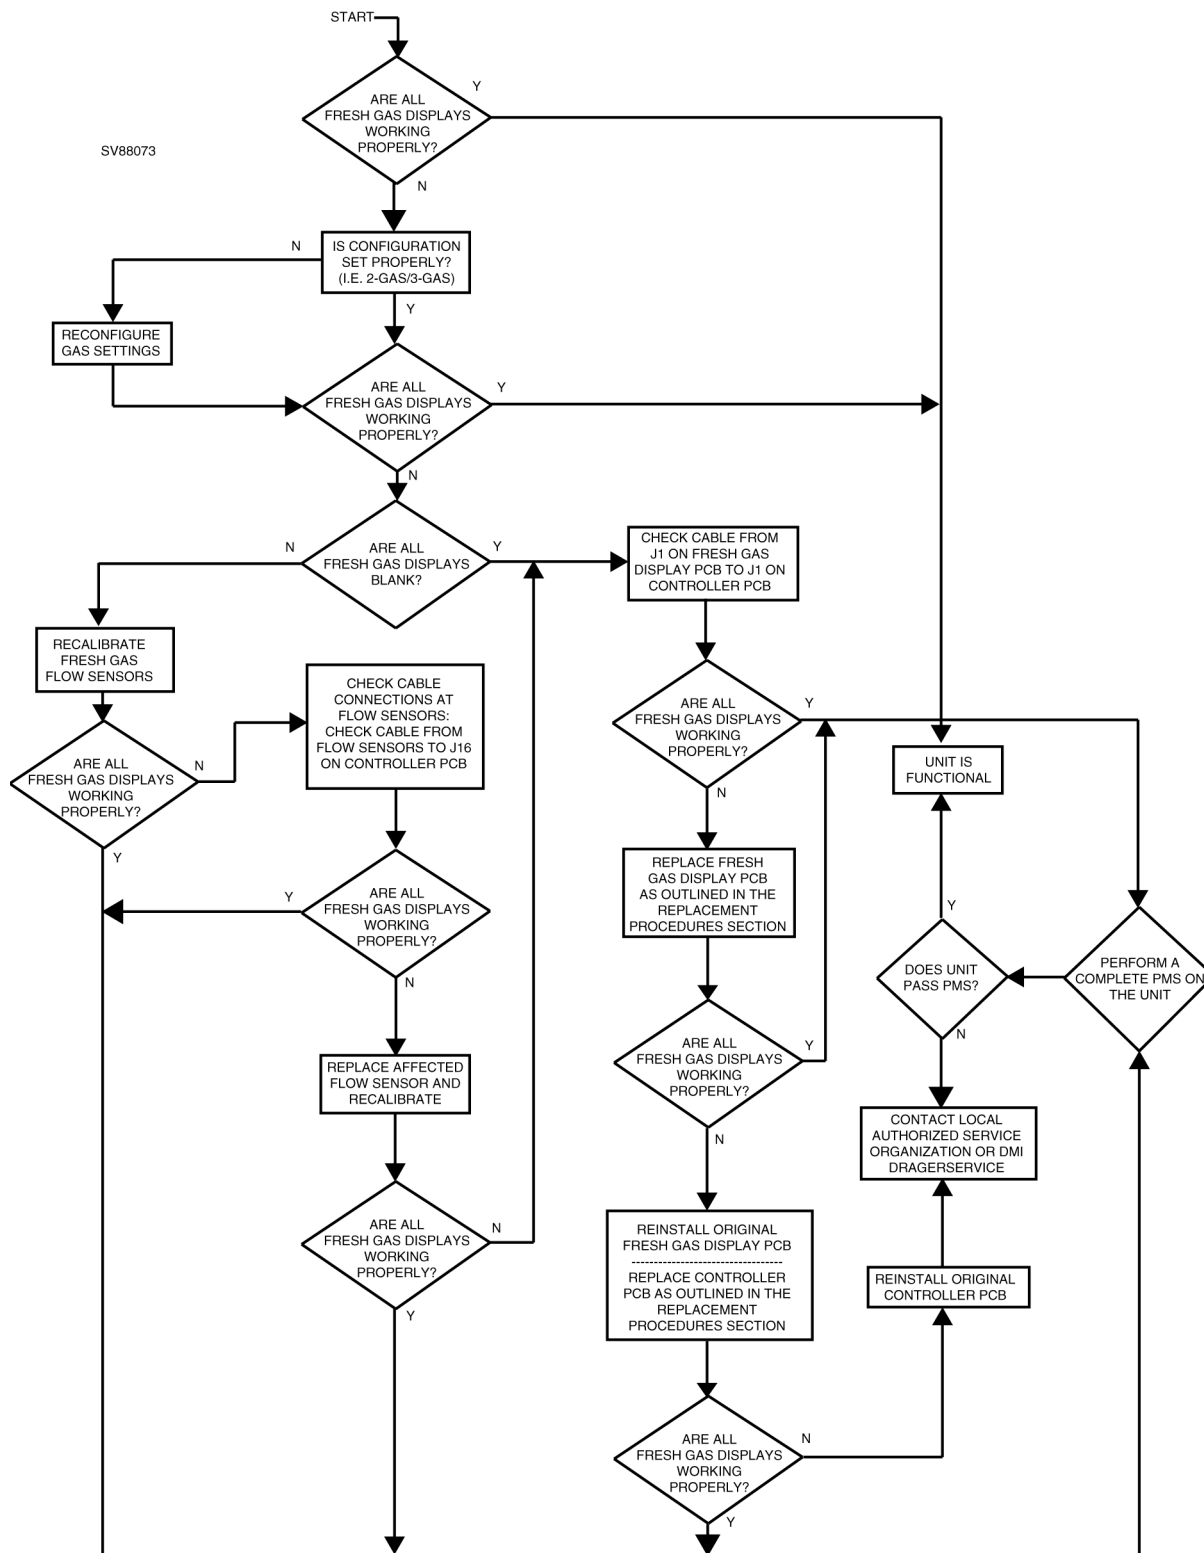 START
Y
ARE ALL
FRESH GAS DISPLAYS
WORKING
PROPERLY?
SV88073
N
N
IS CONFIGURATION
SET PROPERLY?
(I.E. 2-GAS/3-GAS)
Y
RECONFIGURE
GAS SETTINGS
ARE ALL
FRESH GAS DISPLAYS
WORKING
PROPERLY?
Y
N
N
ARE ALL
FRESH GAS DISPLAYS
BLANK?
Y
CHECK CABLE FROM
J1 ON FRESH GAS
DISPLAY PCB TO J1 ON
CONTROLLER PCB
RECALIBRATE
FRESH GAS
FLOW SENSORS
CHECK CABLE
CONNECTIONS AT
FLOW SENSORS:
CHECK CABLE FROM
FLOW SENSORS TO J16
ON CONTROLLER PCB
ARE ALL
FRESH GAS DISPLAYS
WORKING
PROPERLY?
Y
N
ARE ALL
FRESH GAS DISPLAYS
WORKING
PROPERLY?
N
Y
UNIT IS
FUNCTIONAL
REPLACE FRESH
GAS DISPLAY PCB
AS OUTLINED IN THE
REPLACEMENT
PROCEDURES SECTION
Y
ARE ALL
FRESH GAS DISPLAYS
WORKING
PROPERLY?
N
Y
DOES UNIT
PASS PMS?
N
PERFORM A
COMPLETE PMS ON
THE UNIT
ARE ALL
FRESH GAS DISPLAYS
WORKING
PROPERLY?
Y
N
REPLACE AFFECTED
FLOW SENSOR AND
RECALIBRATE
CONTACT LOCAL
AUTHORIZED SERVICE
ORGANIZATION OR DMI
DRAGERSERVICE
ARE ALL
FRESH GAS DISPLAYS
WORKING
PROPERLY?
N
Y
REINSTALL ORIGINAL
FRESH GAS DISPLAY PCB
---------------------------------
REPLACE CONTROLLER
PCB AS OUTLINED IN THE
REPLACEMENT
PROCEDURES SECTION
REINSTALL ORIGINAL
CONTROLLER PCB
ARE ALL
FRESH GAS DISPLAYS
WORKING
PROPERLY?
N
Y